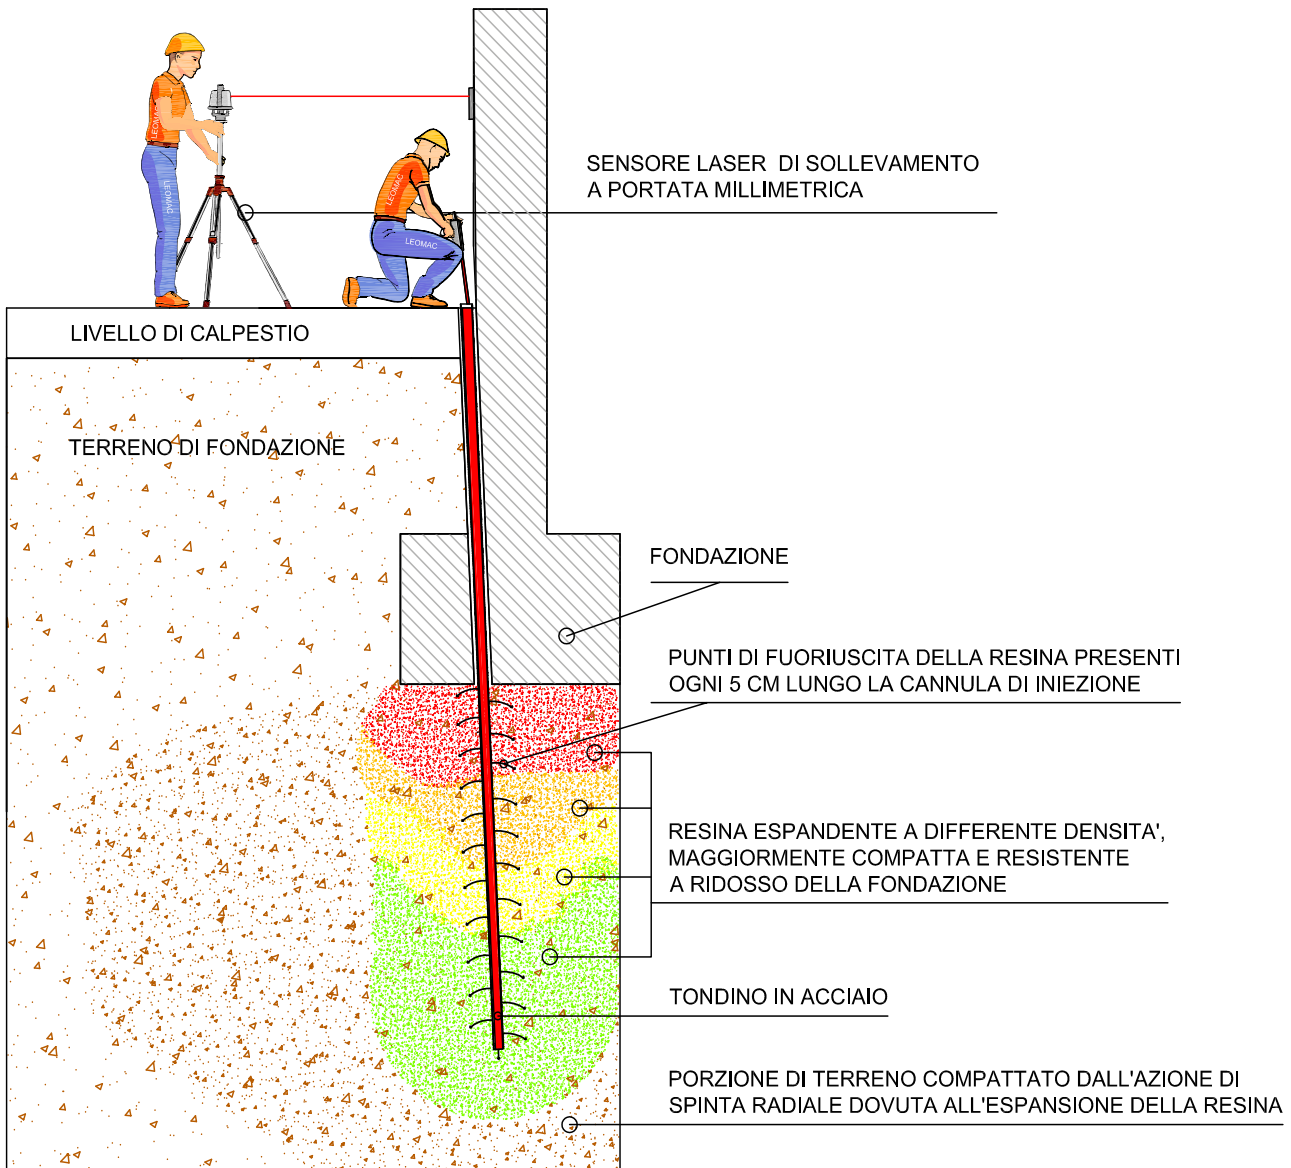 LEOMAC
LEOMAC
LEOMAC
LEOMAC
SENSORE LASER DI SOLLEVAMENTO
A PORTATA MILLIMETRICA
LIVELLO DI CALPESTIO
TERRENO DI FONDAZIONE
FONDAZIONE
PUNTI DI FUORIUSCITA DELLA RESINA PRESENTI
OGNI 5 CM LUNGO LA CANNULA DI INIEZIONE
RESINA ESPANDENTE A DIFFERENTE DENSITA',
MAGGIORMENTE COMPATTA E RESISTENTE
A RIDOSSO DELLA FONDAZIONE
TONDINO IN ACCIAIO
PORZIONE DI TERRENO COMPATTATO DALL'AZIONE DI
SPINTA RADIALE DOVUTA ALL'ESPANSIONE DELLA RESINA